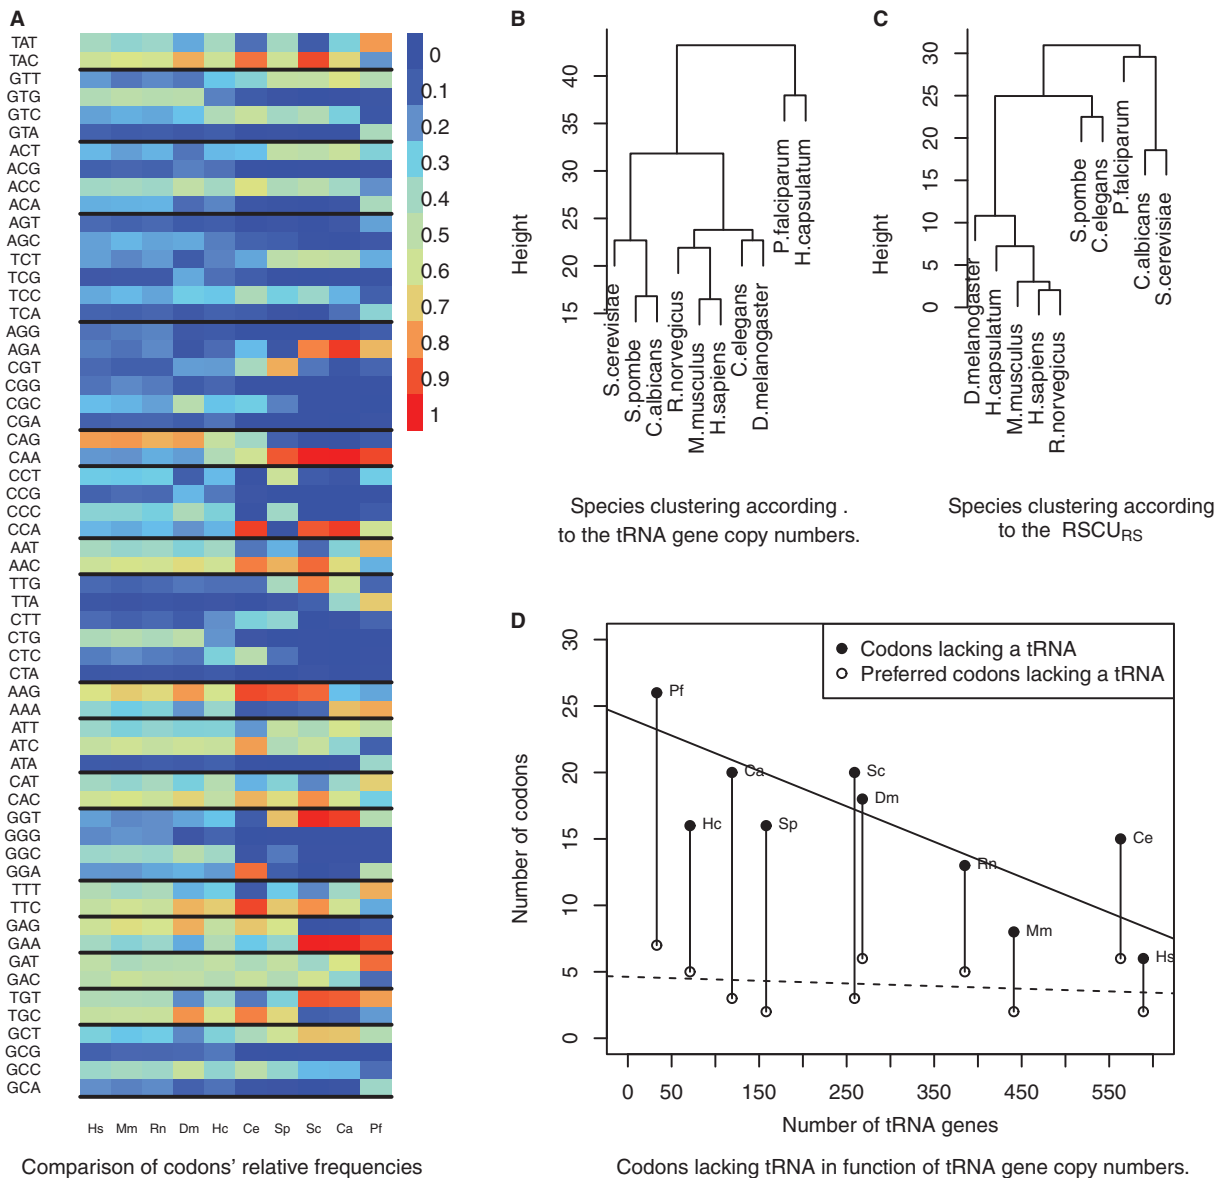 A
TAT
TAC
GTT
GTG
GTC
GTA
ACT
ACG
ACC
ACA
AGT
AGC
TCT
TCG
TCC
TCA
AGG
AGA
CGT
CGG
CGC
CGA
CAG
CAA
CCT
CCG
CCC
CCA
AAT
AAC
TTG
TTA
CTT
CTG
CTC
CTA
AAG
AAA
ATT
ATC
ATA
CAT
CAC
GGT
GGG
GGC
GGA
TTT
TTC
GAG
GAA
GAT
GAC
TGT
TGC
GCT
GCG
GCC
GCA
0
0.1
0.2
0.3
0.4
0.5
0.6
0.7
0.8
0.9
1
Hs Mm Rn Dm Hc Ce Sp Sc Ca Pf
Comparison of codons' relative frequencies
B
Height
40
35
30
25
20
15
S.cerevisiae
S.pombe
C.albicans
R.norvegicus
M.musculus
H.sapiens
C.elegans
D.melanogaster
P.falciparum
H.capsulatum
Species clustering according .
to the tRNA gene copy numbers.
C
Height
30
25
20
15
10
5
0
D.melanogaster
H.capsulatum
M.musculus
H.sapiens
R.norvegicus
S.pombe
C.elegans
P.falciparum
C.albicans
S.cerevisiae
Species clustering according
to the RSCURS
D
Number of codons
30
25
20
15
10
5
0
Codons lacking a tRNA
Preferred codons lacking a tRNA
Pf
Hc
Ca
Sp
Sc
Dm
Rn
Mm
Ce
Hs
0 50 150 250 350 450 550
Number of tRNA genes
Codons lacking tRNA in function of tRNA gene copy numbers.